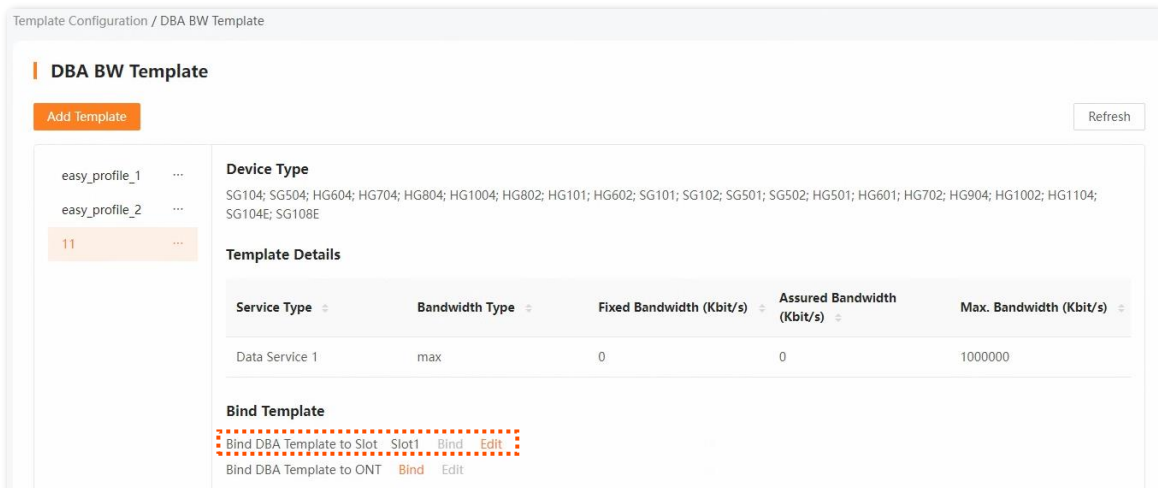 Template Configuration / DBA BW Template
DBA BW Template
Add Template
Refresh
easy_profile_1 ···
easy_profile_2 ···
11 ···
Device Type
SG104; SG504; HG604; HG704; HG804; HG1004; HG802; HG101; HG602; SG101; SG102; SG501; SG502; HG501; HG601; HG702; HG904; HG1002; HG1104;
SG104E; SG108E
Template Details
Service Type Bandwidth Type Fixed Bandwidth (Kbit/s) Assured Bandwidth (Kbit/s) Max. Bandwidth (Kbit/s)
Data Service 1 max 0 0 1000000
Bind Template
Bind DBA Template to Slot Slot1 Bind Edit
Bind DBA Template to ONT Bind Edit